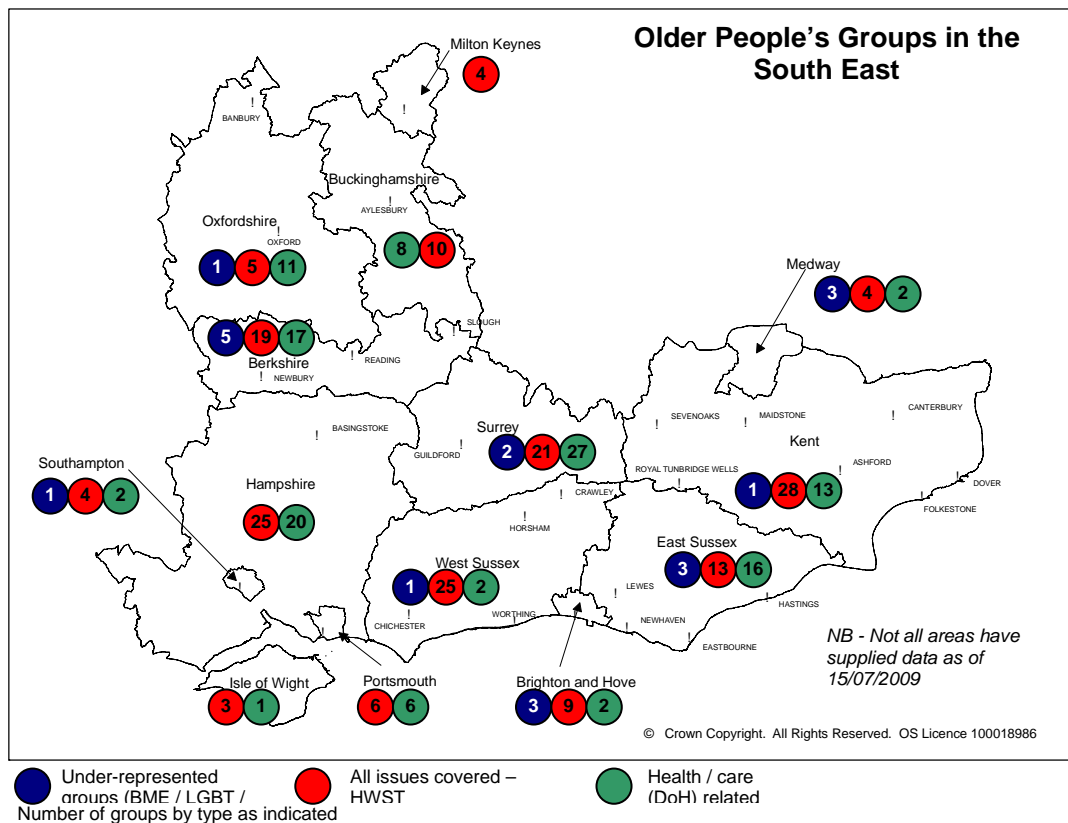 Older People's Groups in the
South East
Milton Keynes
4
BANBURY
Buckinghamshire
AYLESBURY
8 10
Oxfordshire
OXFORD
1 5 11
Medway
3 4 2
5 19 17
Berkshire
NEWBURY
READING
SLOUGH
SEVENOAKS
MAIDSTONE
CANTERBURY
Kent
ROYAL TUNBRIDGE WELLS
ASHFORD
1 28 13
DOVER
FOLKESTONE
BASINGSTOKE
Surrey
GUILDFORD
2 21 27
Southampton
1 4 2
Hampshire
25 20
CRAWLEY
HORSHAM
West Sussex
1 25 2
CHICHESTER
WORTHING
East Sussex
3 13 16
LEWES
HASTINGS
NEWHAVEN
EASTBOURNE
NB - Not all areas have
supplied data as of
15/07/2009
Isle of Wight
3 1
Portsmouth
6 6
Brighton and Hove
3 9 2
© Crown Copyright. All Rights Reserved. OS Licence 100018986
Under-represented
groups (BME / LGBT /
All issues covered –
HWST
Health / care
(DoH) related
Number of groups by type as indicated